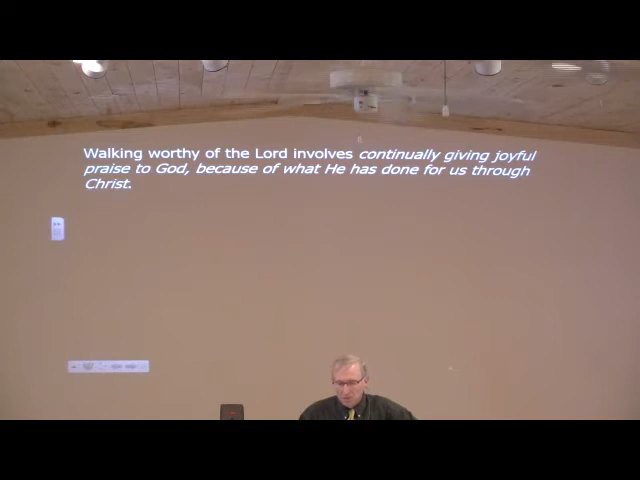 Walking worthy of the Lord involves continually giving joyful
praise to God, because of what He has done for us through
Christ.